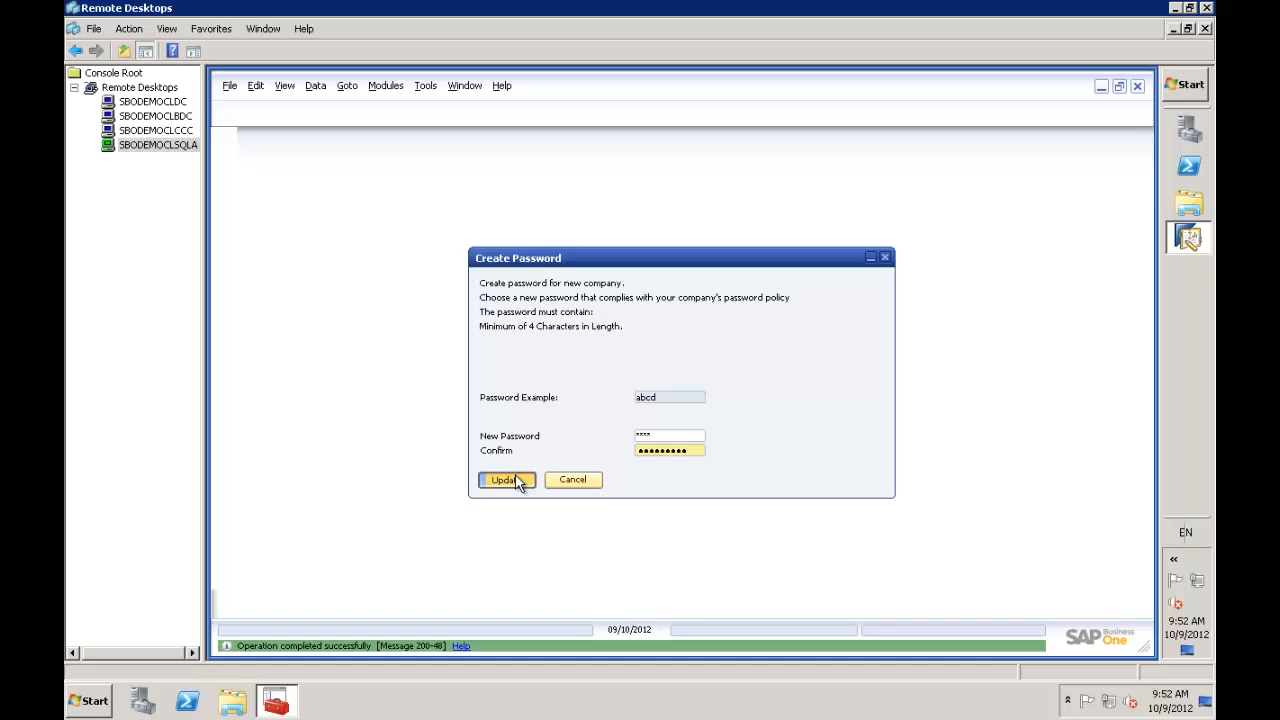 Remote Desktops
File Action View Favorites Window Help
Console Root
Remote Desktops
SBODEMOCLDC
SBODEMOCLBDC
SBODEMOCLCCC
SBODEMOCLSQLA
File Edit View Data Goto Modules Tools Window Help
Start
Create Password
Create password for new company.
Choose a new password that complies with your company's password policy
The password must contain:
Minimum of 4 Characters in Length.
Password Example: abcd
New Password ****
Confirm •••••••••
Update Cancel
EN
«
09/10/2012
Operation completed successfully [Message 200-48] Help
SAP Business One
9:52 AM
10/9/2012
Start
9:52 AM
10/9/2012